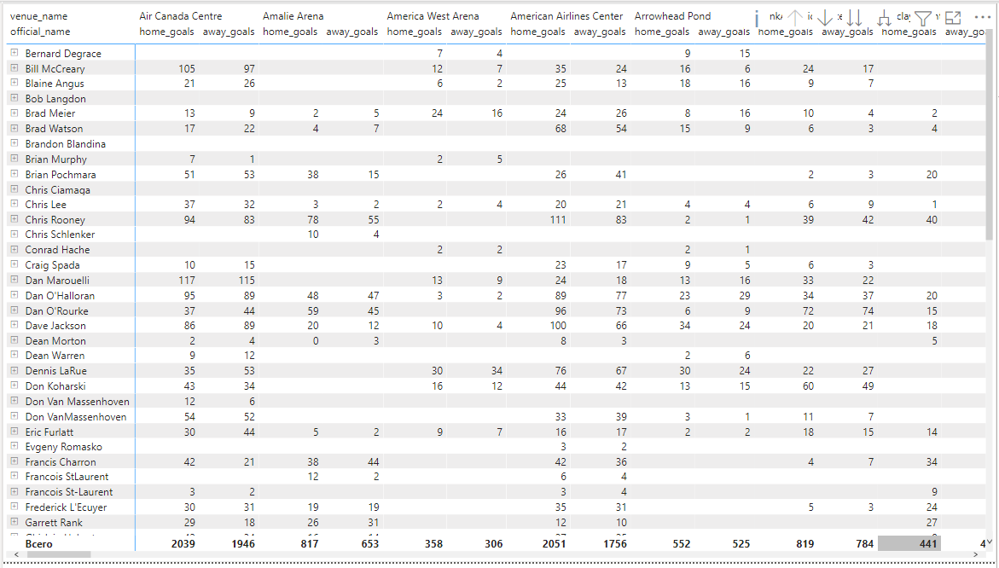 venue_name Air Canada Centre Amalie Arena America West Arena American Airlines Center Arrowhead Pond
official_name home_goals away_goals home_goals away_goals home_goals away_goals home_goals away_goals home_goals away_goals home_goals away_goals home_goals
Bernard Degrace 7 4 9 15
Bill McCreary 105 97 12 7 35 24 16 6 24 17
Blaine Angus 21 26 6 2 25 13 18 16 9 7
Bob Langdon
Brad Meier 13 9 2 5 24 16 24 26 8 16 10 4 2
Brad Watson 17 22 4 7 68 54 15 9 6 3 4
Brandon Blandina
Brian Murphy 7 1 2 5
Brian Pochmara 51 53 38 15 26 41 2 3 20
Chris Ciamaga
Chris Lee 37 32 3 2 2 4 20 21 4 4 6 9 1
Chris Rooney 94 83 78 55 111 83 2 1 39 42 40
Chris Schlenker 10 4
Conrad Hache 2 2 2 1
Craig Spada 10 15 23 17 9 5 6 3
Dan Marouelli 117 115 13 9 24 18 13 16 33 22
Dan O'Halloran 95 89 48 47 3 2 89 77 23 29 34 37 20
Dan O'Rourke 37 44 59 45 96 73 6 9 72 74 15
Dave Jackson 86 89 20 12 10 4 100 66 34 24 20 21 18
Dean Morton 2 4 0 3 8 3 5
Dean Warren 9 12 2 6
Dennis LaRue 35 53 30 34 76 67 30 24 22 27
Don Koharski 43 34 16 12 44 42 13 15 60 49
Don Van Massenhoven 12 6
Don VanMassenhoven 54 52 33 39 3 1 11 7
Eric Furlatt 30 44 5 2 9 7 16 17 2 2 18 15 14
Evgeny Romasko 3 2
Francis Charron 42 21 38 44 42 36 4 7 34
Francois StLaurent 12 2 6 4
Francois St-Laurent 3 2 3 4 9
Frederick L'Ecuyer 30 31 19 19 35 31 5 3 24
Garrett Rank 29 18 26 31 12 10 27
Всего 2039 1946 817 653 358 306 2051 1756 552 525 819 784 441